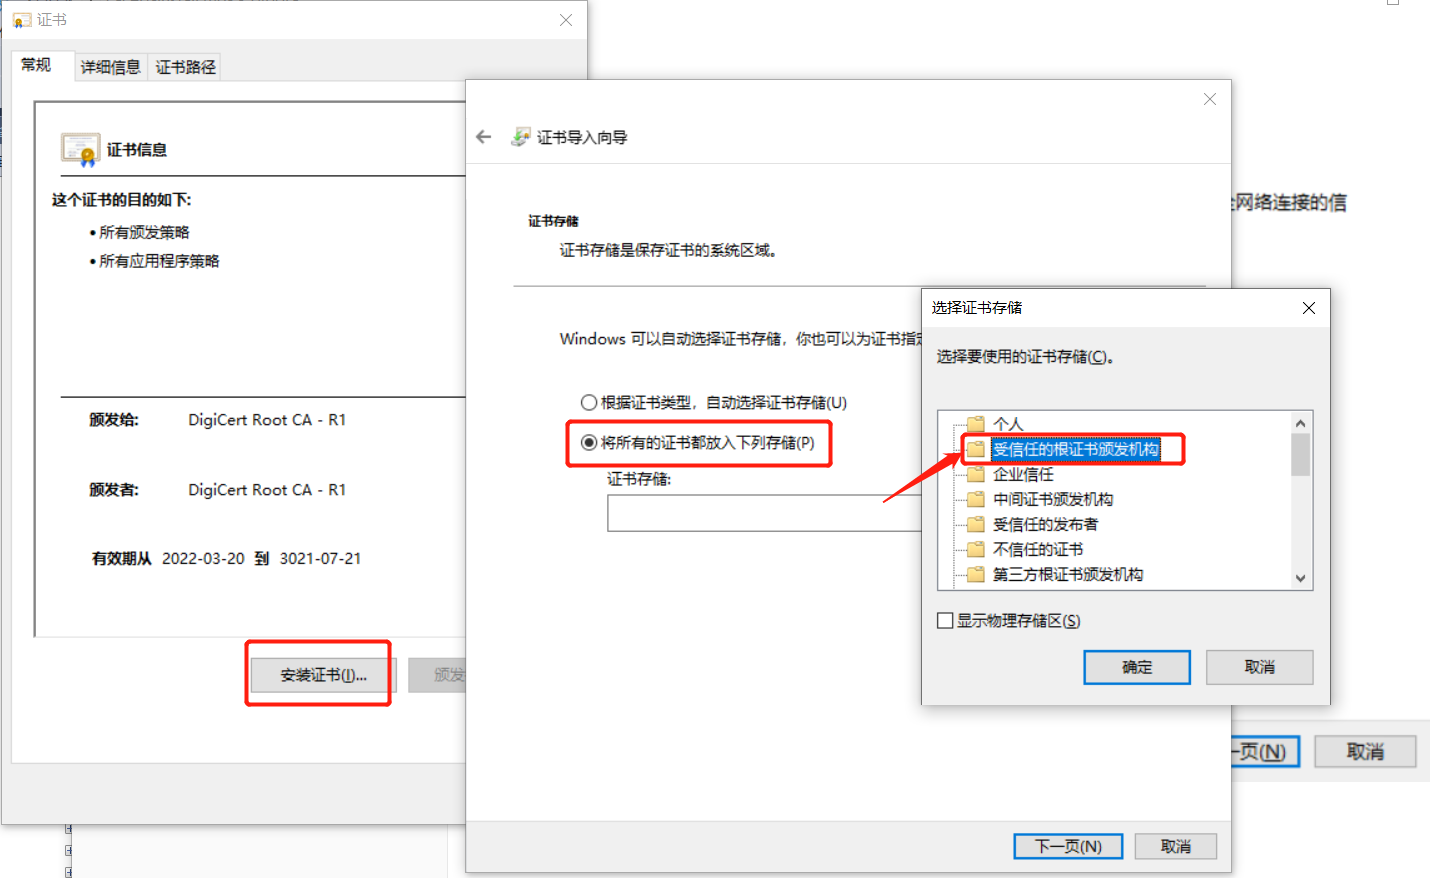 证书
常规 详细信息 证书路径
证书信息
这个证书的目的如下:
• 所有颁发策略
• 所有应用程序策略
颁发给: DigiCert Root CA - R1
颁发者: DigiCert Root CA - R1
有效期从 2022-03-20 到 3021-07-21
安装证书(I)...
颁发
证书导入向导
证书存储
证书存储是保存证书的系统区域。
Windows 可以自动选择证书存储，你也可以为证书指定
根据证书类型，自动选择证书存储(U)
将所有的证书都放入下列存储(P)
证书存储:
下一页(N) 取消
选择证书存储
选择要使用的证书存储(C)。
个人
受信任的根证书颁发机构
企业信任
中间证书颁发机构
受信任的发布者
不信任的证书
第三方根证书颁发机构
显示物理存储区(S)
确定 取消
网络连接的信
一页(N) 取消